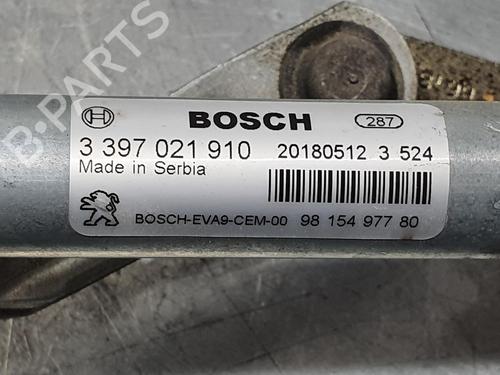 BOSCH
287
3 397 021 910
20180512 3 524
Made in Serbia
BOSCH-EVA9-CEM-00
98 154 977 80
B-PARTS